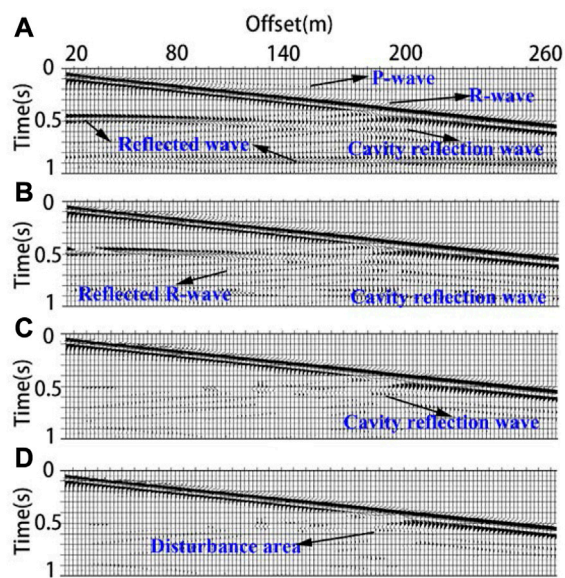 Offset(m)
A
20 80 140 200 260
0
P-wave
R-wave
Time(s)
0.5
Reflected wave
Cavity reflection wave
1
B
0
Time(s)
0.5
Reflected R-wave
Cavity reflection wave
1
C
0
Time(s)
0.5
Cavity reflection wave
1
D
0
Time(s)
0.5
Disturbance area
1